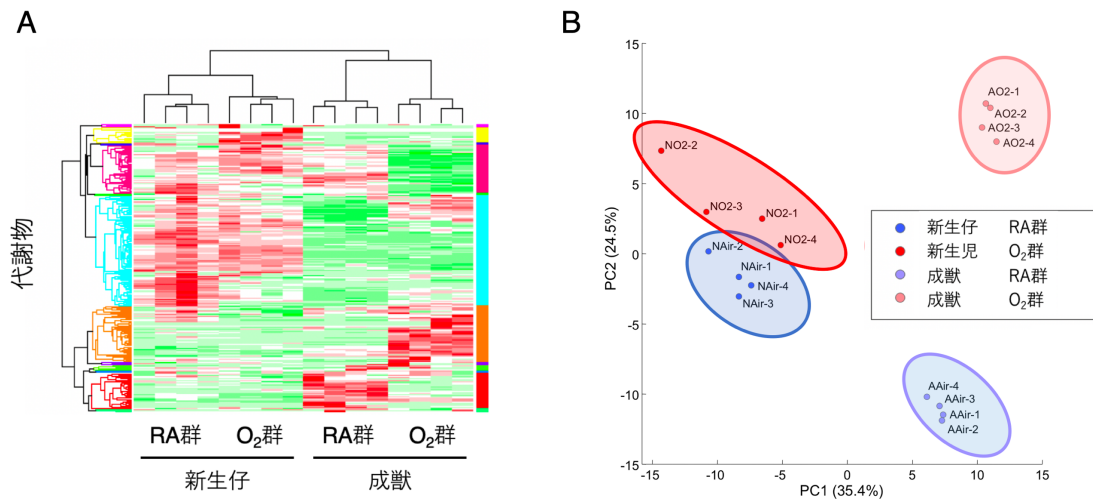 A
代謝物
RA群 O₂群 RA群 O₂群
新生仔 成獣
B
15
10
5
0
-5
-10
-15
PC2 (24.5%)
-15 -10 -5 0 5 10 15
PC1 (35.4%)
NO2-2
NO2-3
NO2-1
NO2-4
NAir-2
NAir-1
NAir-4
NAir-3
AO2-1
AO2-2
AO2-3
AO2-4
AAir-4
AAir-3
AAir-1
AAir-2
新生仔 RA群
新生児 O₂群
成獣 RA群
成獣 O₂群